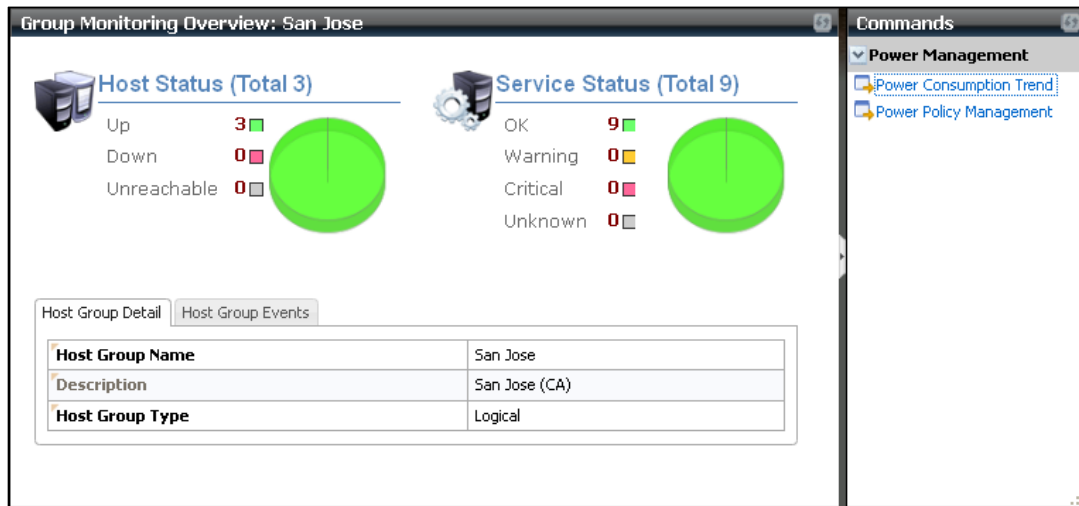 Group Monitoring Overview: San Jose
Host Status (Total 3)
Up 3
Down 0
Unreachable 0
Service Status (Total 9)
OK 9
Warning 0
Critical 0
Unknown 0
Host Group Detail Host Group Events
Host Group Name San Jose
Description San Jose (CA)
Host Group Type Logical
Commands
Power Management
Power Consumption Trend
Power Policy Management